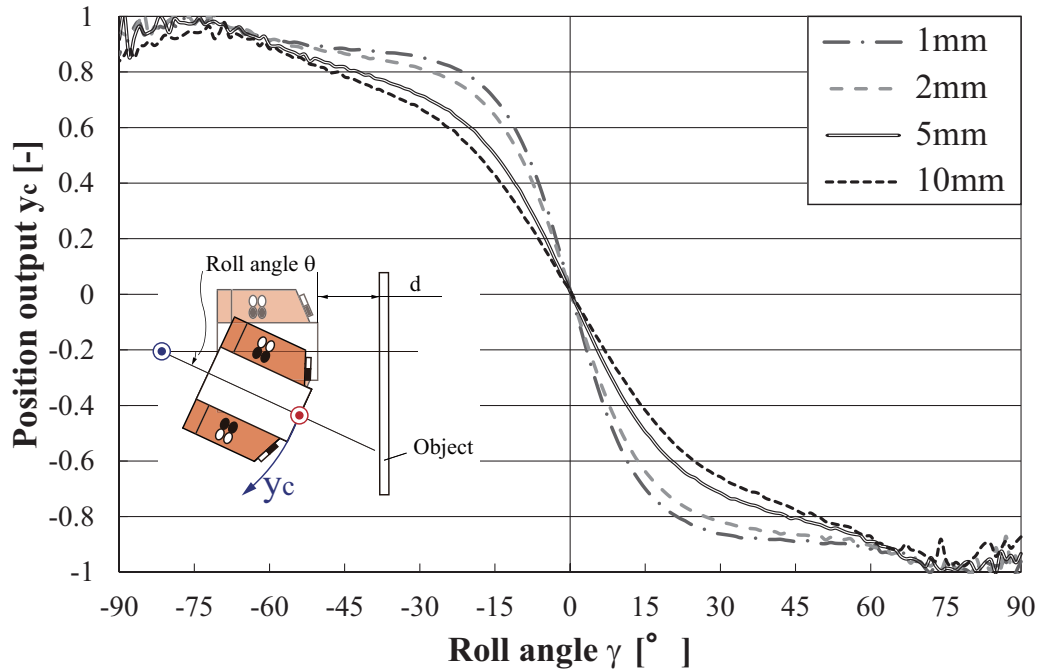 Position output yc [-]
1
0.8
0.6
0.4
0.2
0
-0.2
-0.4
-0.6
-0.8
-1
-90
-75
-60
-45
-30
-15
0
15
30
45
60
75
90
Roll angle γ [° ]
1mm
2mm
5mm
10mm
Roll angle θ
d
Object
yc